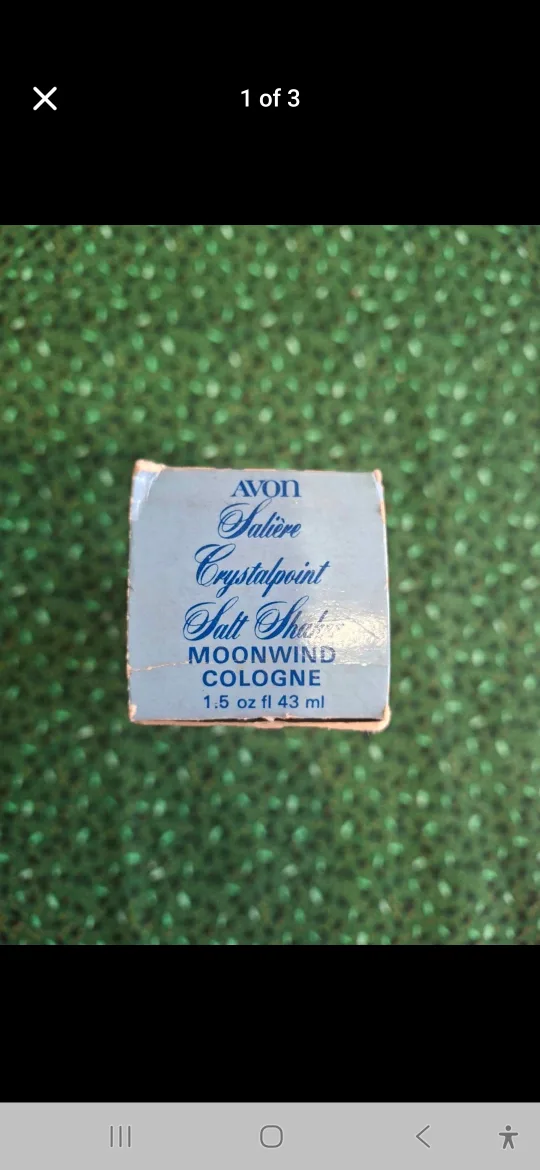 1 of 3
AVON
Salière
Crystalpoint
Salt Shaker
MOONWIND
COLOGNE
1.5 oz fl 43 ml